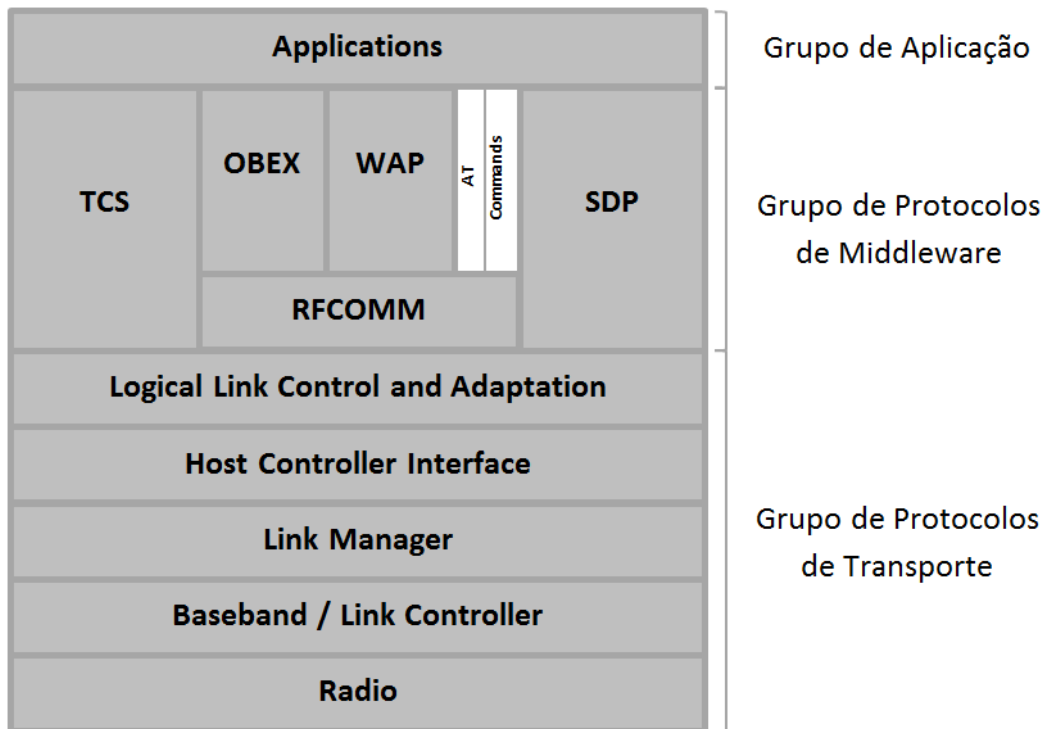 Applications
Grupo de Aplicação
TCS
OBEX
WAP
AT
Commands
SDP
RFCOMM
Grupo de Protocolos
de Middleware
Logical Link Control and Adaptation
Host Controller Interface
Link Manager
Baseband / Link Controller
Radio
Grupo de Protocolos
de Transporte